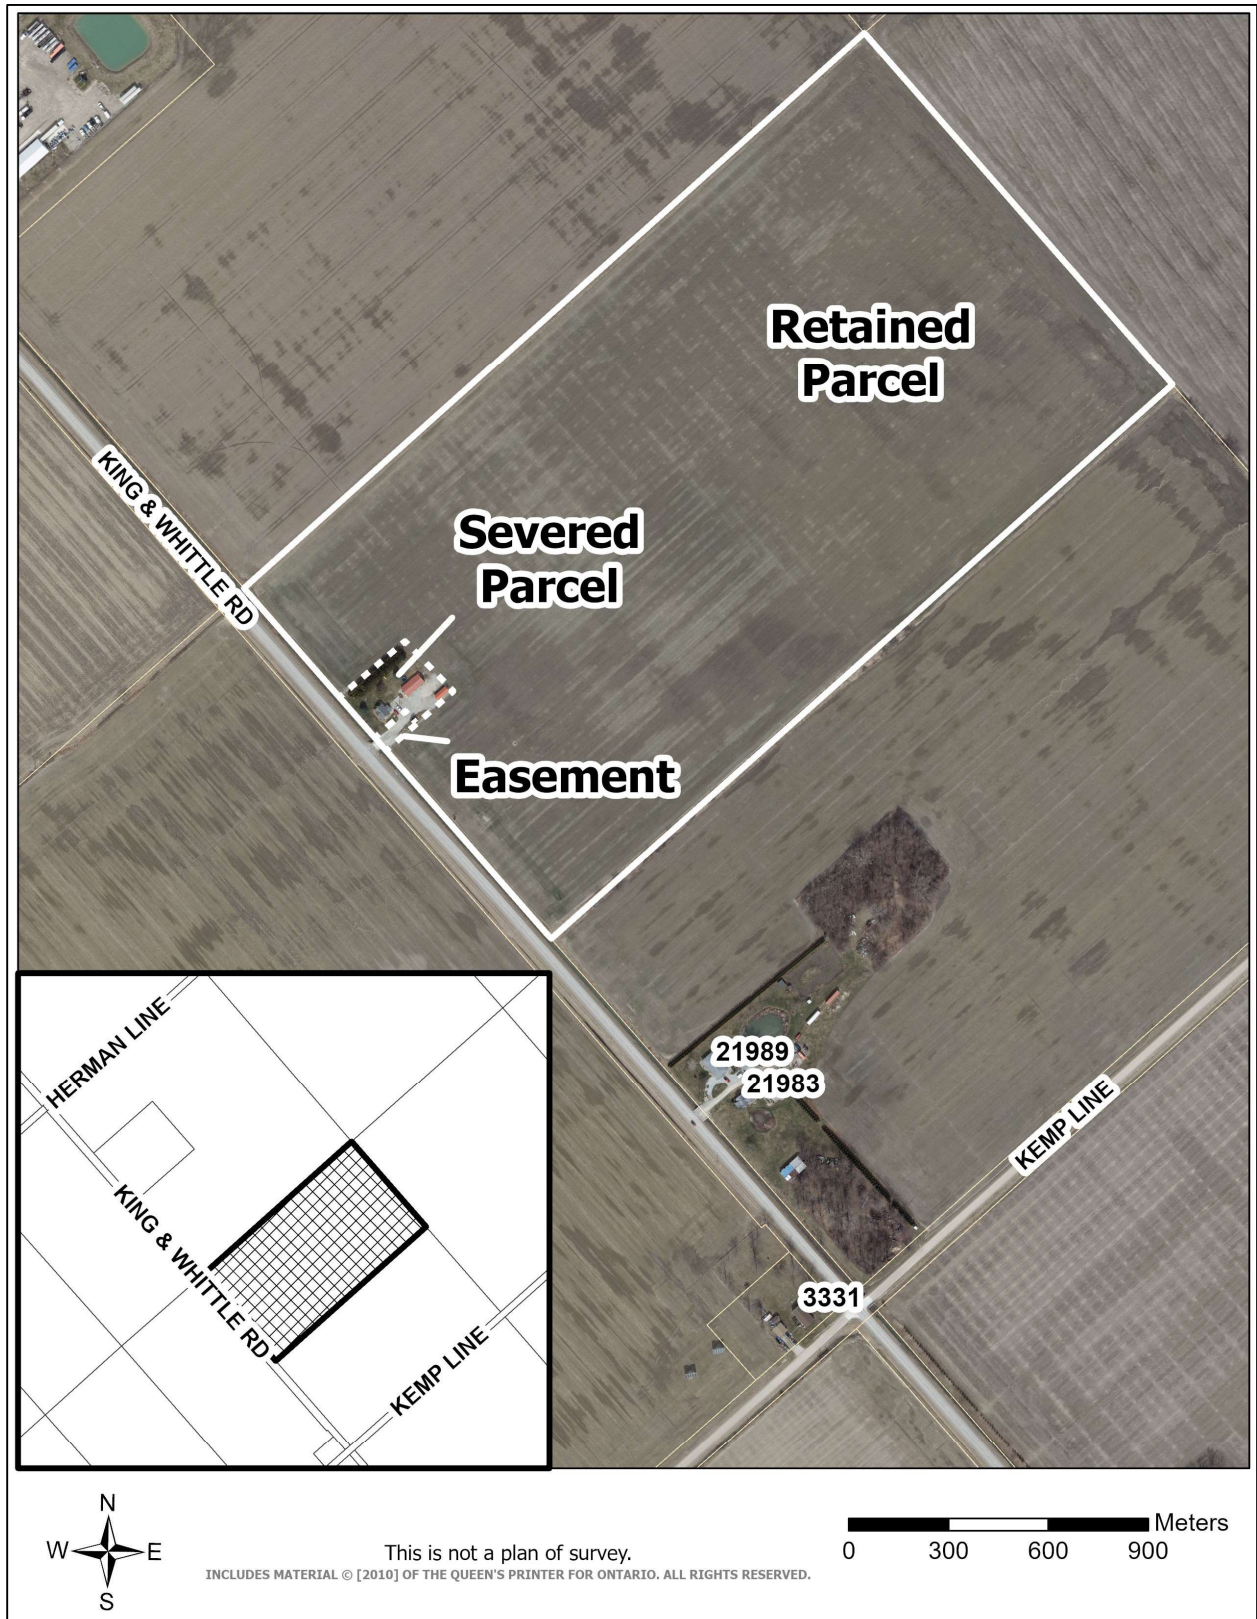 Retained
Parcel
KING & WHITTLE RD
Severed
Parcel
Easement
21989
21983
KEMP LINE
3331
HERMAN LINE
KING & WHITTLE RD
KEMP LINE
N
W E
S
This is not a plan of survey.
INCLUDES MATERIAL © [2010] OF THE QUEEN'S PRINTER FOR ONTARIO. ALL RIGHTS RESERVED.
Meters
0 300 600 900